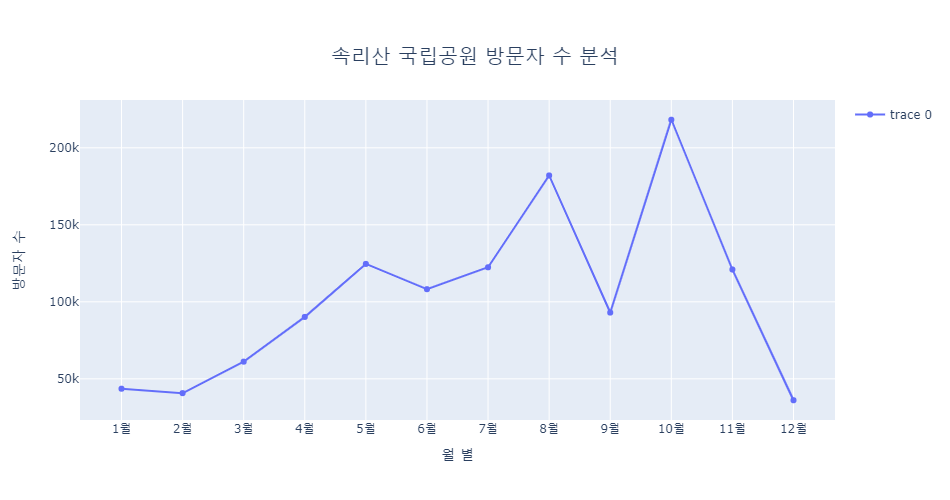 속리산 국립공원 방문자 수 분석
trace 0
방문자 수
200k
150k
100k
50k
1월 2월 3월 4월 5월 6월 7월 8월 9월 10월 11월 12월
월 별